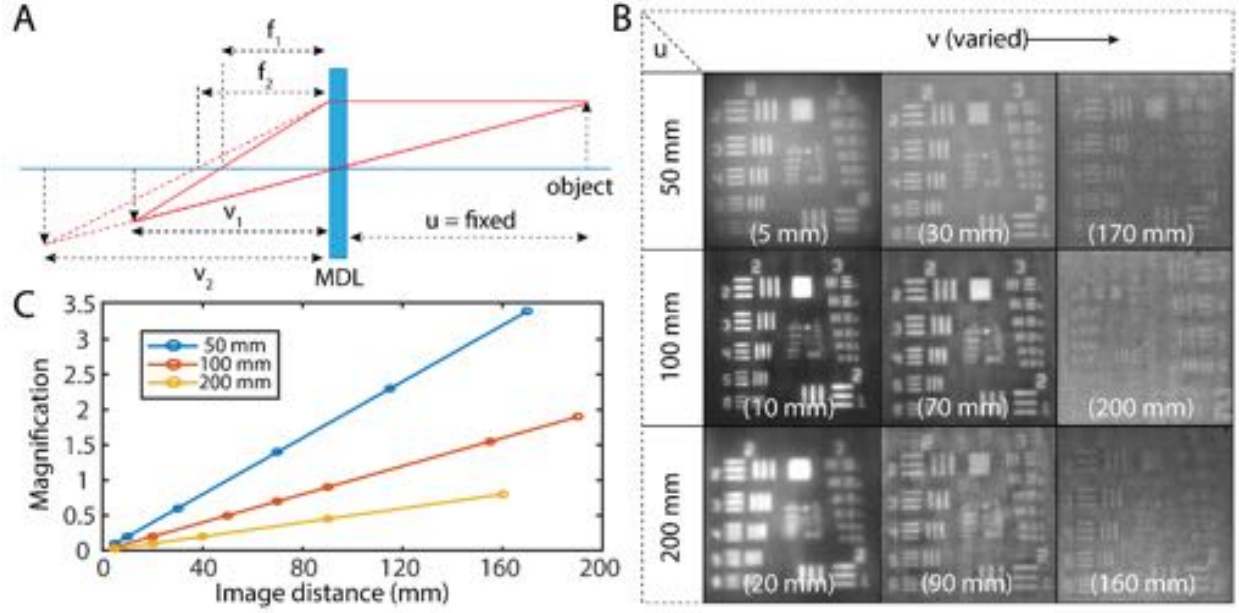 A
f₁
f₂
object
v₁
u = fixed
v₂
MDL
B
u
v (varied)
50 mm
(5 mm)
(30 mm)
(170 mm)
100 mm
(10 mm)
(70 mm)
(200 mm)
200 mm
(20 mm)
(90 mm)
(160 mm)
C
3.5
3
2.5
2
1.5
1
0.5
0
50 mm
100 mm
200 mm
Magnification
0
40
80
120
160
200
Image distance (mm)